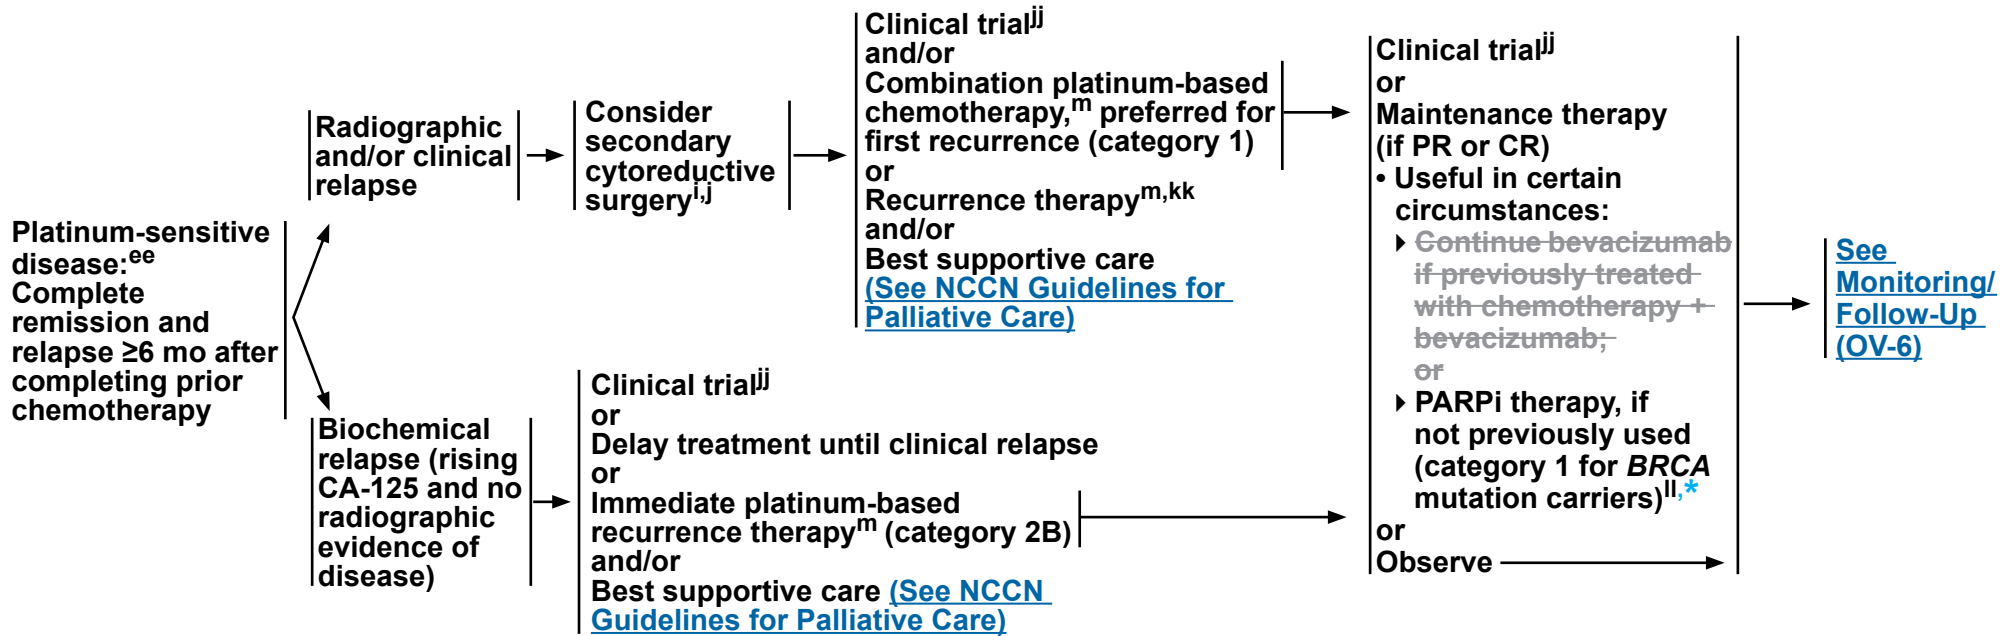 Platinum-sensitive
disease:ee
Complete
remission and
relapse ≥6 mo after
completing prior
chemotherapy
Radiographic
and/or clinical
relapse
Consider
secondary
cytoreductive
surgeryi,j
Clinical trialjj
and/or
Combination platinum-based
chemotherapy,m preferred for
first recurrence (category 1)
or
Recurrence therapym,kk
and/or
Best supportive care
(See NCCN Guidelines for
Palliative Care)
Biochemical
relapse (rising
CA-125 and no
radiographic
evidence of
disease)
Clinical trialjj
or
Delay treatment until clinical relapse
or
Immediate platinum-based
recurrence therapym (category 2B)
and/or
Best supportive care (See NCCN
Guidelines for Palliative Care)
Clinical trialjj
or
Maintenance therapy
(if PR or CR)
• Useful in certain
circumstances:
Continue bevacizumab
if previously treated
with chemotherapy +
bevacizumab;
or
PARPi therapy, if
not previously used
(category 1 for BRCA
mutation carriers)ll,*
or
Observe
See
Monitoring/
Follow-Up
(OV-6)